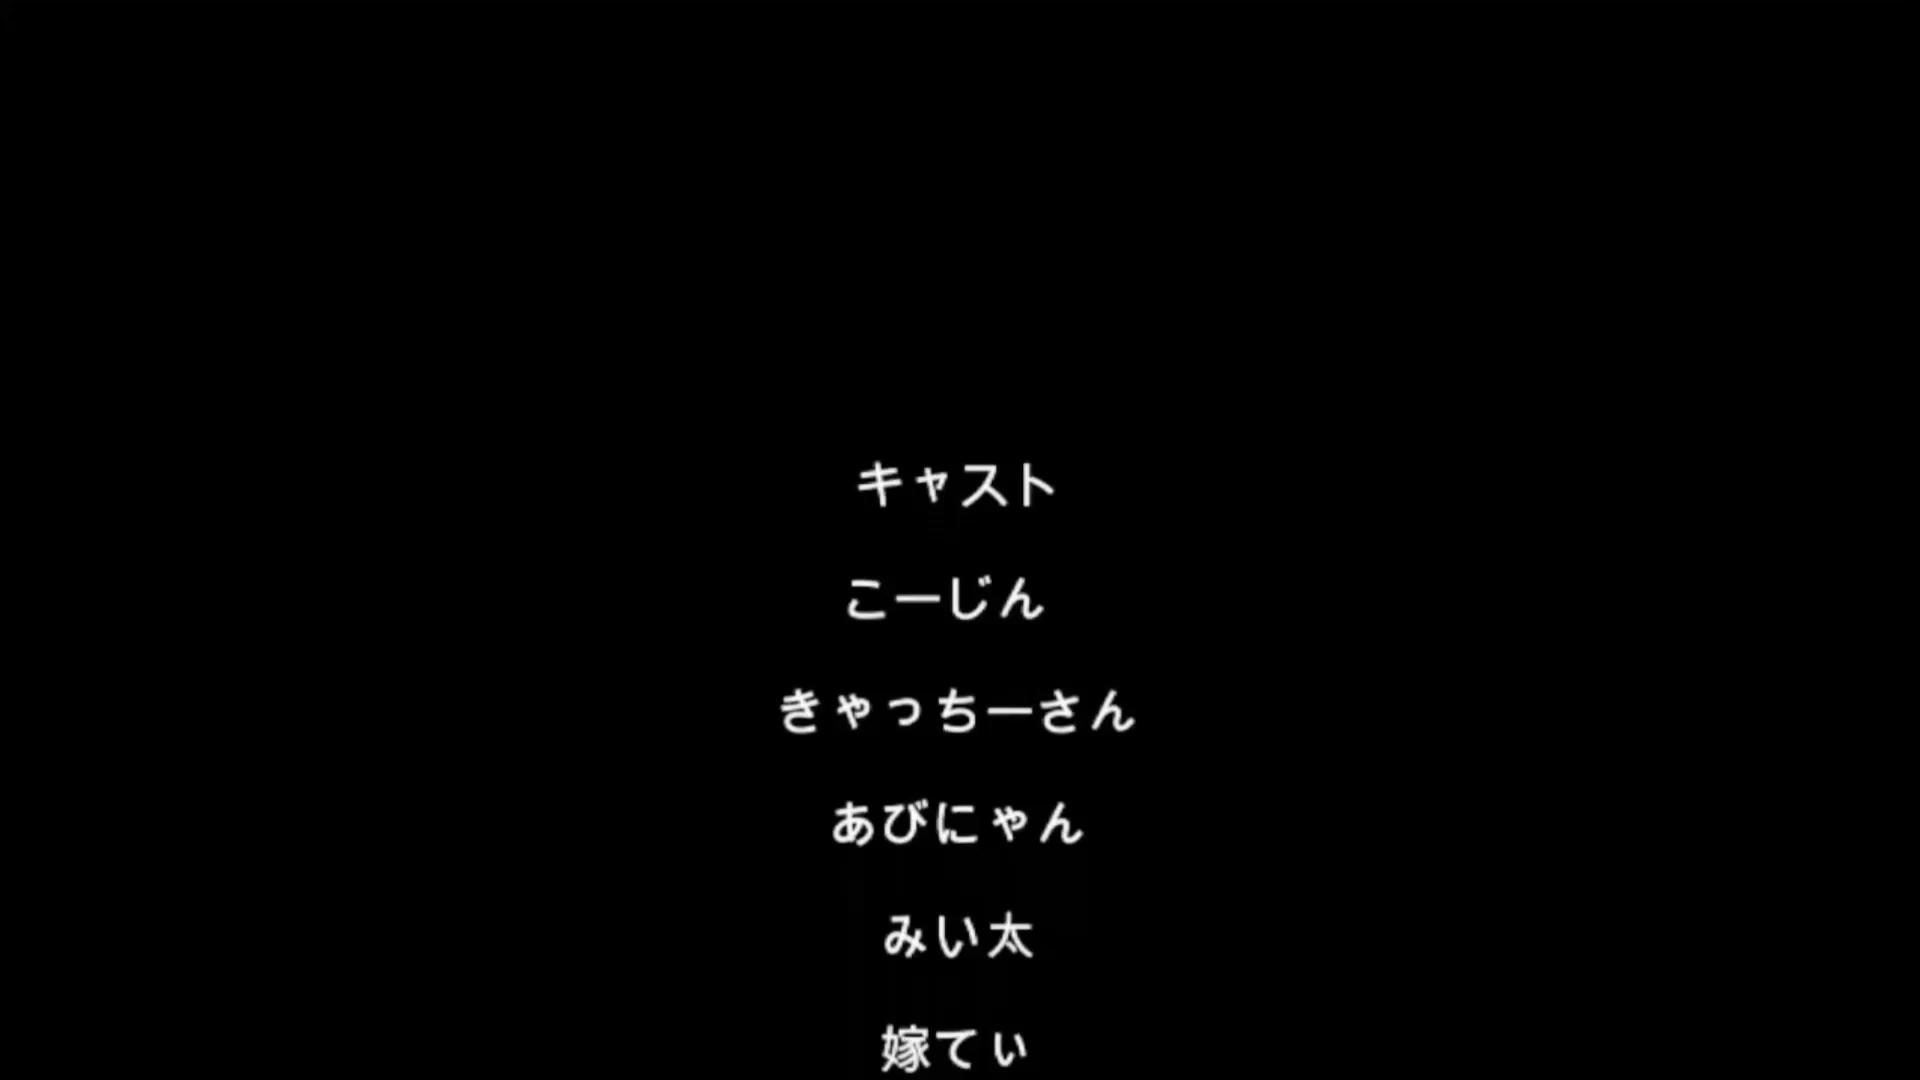 キャスト
こーじん
きゃっちーさん
あびにゃん
みい太
嫁てぃ